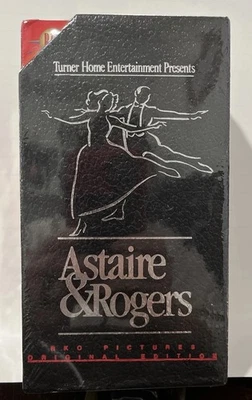 Turner Home Entertainment Presents
Astaire
&Rogers
RKO PICTURES
ORIGINAL EDITION